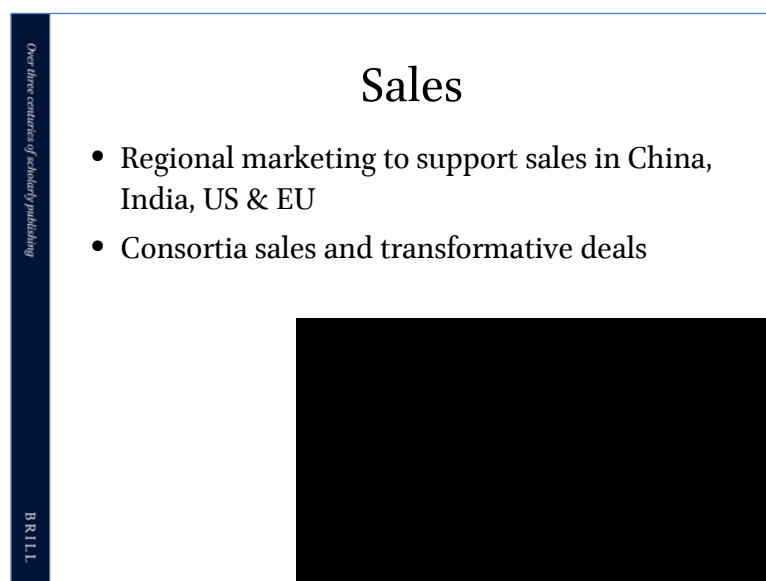 Over three centuries of scholarly publishing
BRILL
Sales
• Regional marketing to support sales in China,
India, US & EU
• Consortia sales and transformative deals